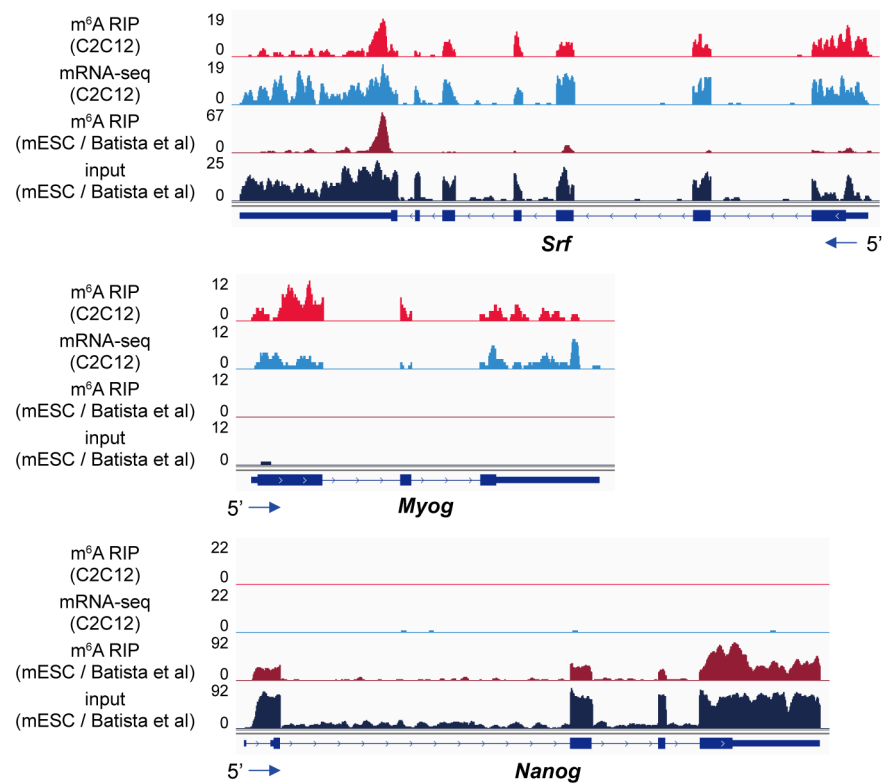 m⁶A RIP
(C2C12)
19
0
mRNA-seq
(C2C12)
19
0
m⁶A RIP
(mESC / Batista et al)
67
0
input
(mESC / Batista et al)
25
0
Srf
5’
m⁶A RIP
(C2C12)
12
0
mRNA-seq
(C2C12)
12
0
m⁶A RIP
(mESC / Batista et al)
12
0
input
(mESC / Batista et al)
12
0
5’
Myog
m⁶A RIP
(C2C12)
22
0
mRNA-seq
(C2C12)
22
0
m⁶A RIP
(mESC / Batista et al)
92
0
input
(mESC / Batista et al)
92
0
5’
Nanog